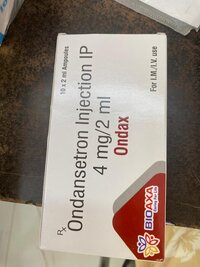 10 x 2 ml Ampoules
Rx
Ondansetron Injection IP
4 mg/2 ml
Ondax
For I.M./I.V. use
BIOAXA